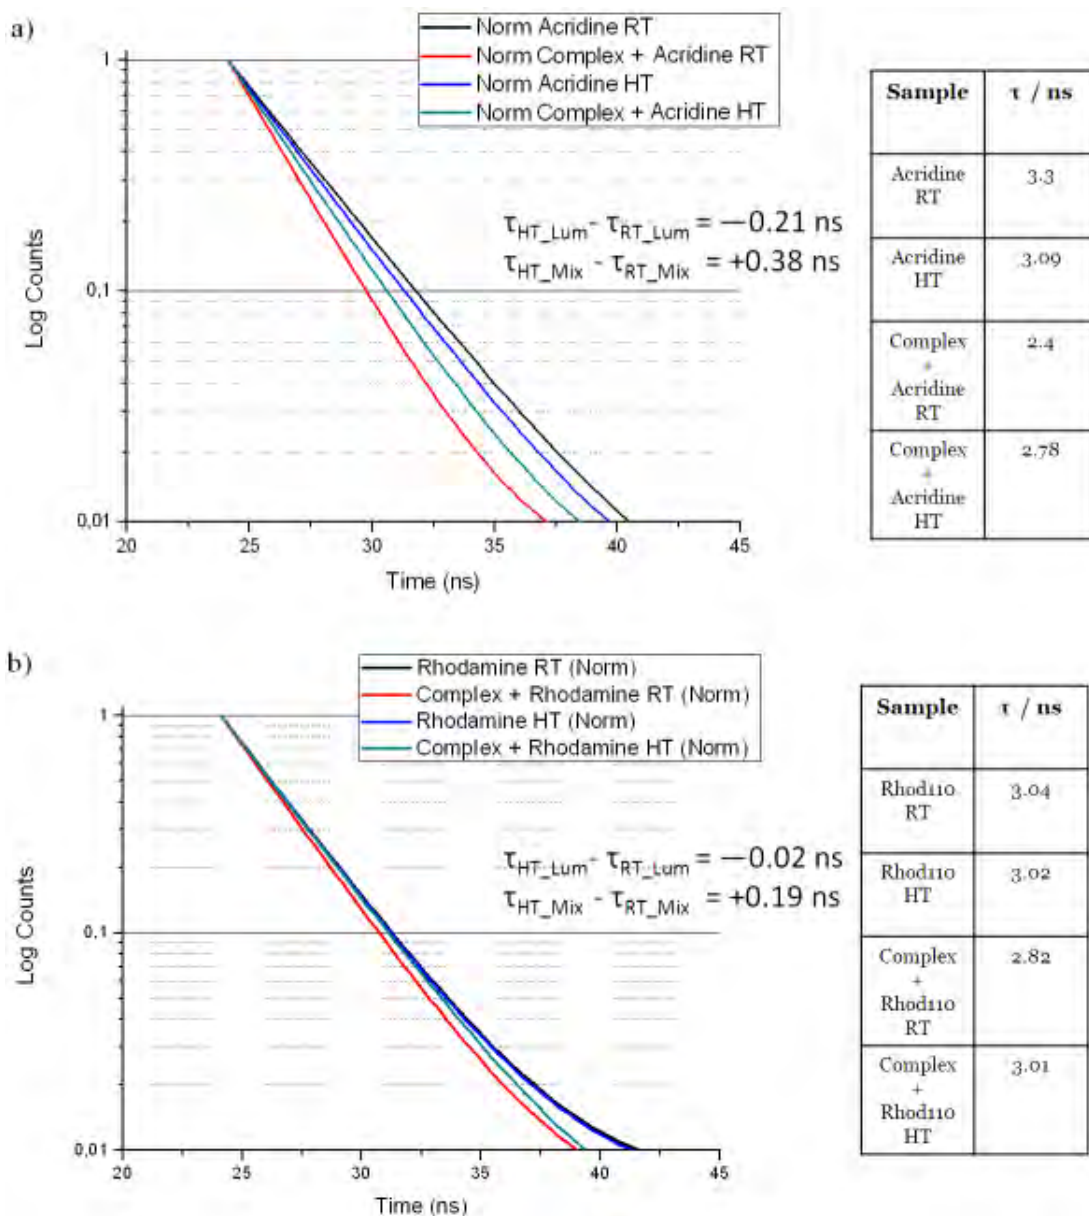 a)
Norm Acridine RT
Norm Complex + Acridine RT
Norm Acridine HT
Norm Complex + Acridine HT
1
0,1
0,01
Log Counts
20 25 30 35 40 45
Time (ns)
τHT_Lum- τRT_Lum = —0.21 ns
τHT_Mix - τRT_Mix = +0.38 ns
Sample τ / ns
Acridine
RT
3.3
Acridine
HT
3.09
Complex
+
Acridine
RT
2.4
Complex
+
Acridine
HT
2.78
b)
Rhodamine RT (Norm)
Complex + Rhodamine RT (Norm)
Rhodamine HT (Norm)
Complex + Rhodamine HT (Norm)
1
0,1
0,01
Log Counts
20 25 30 35 40 45
Time (ns)
τHT_Lum- τRT_Lum = —0.02 ns
τHT_Mix - τRT_Mix = +0.19 ns
Sample τ / ns
Rhod110
RT
3.04
Rhod110
HT
3.02
Complex
+
Rhod110
RT
2.82
Complex
+
Rhod110
HT
3.01